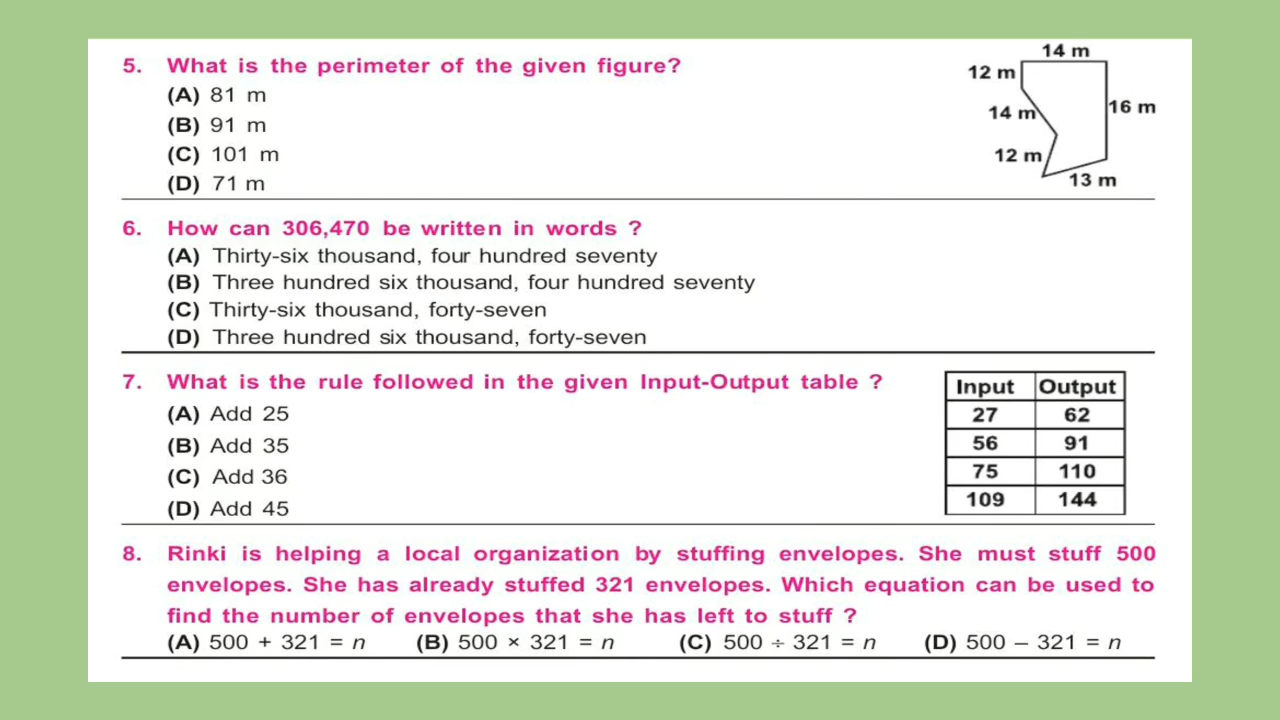 5. What is the perimeter of the given figure?
(A) 81 m
(B) 91 m
(C) 101 m
(D) 71 m
14 m
12 m
14 m
16 m
12 m
13 m
6. How can 306,470 be written in words ?
(A) Thirty-six thousand, four hundred seventy
(B) Three hundred six thousand, four hundred seventy
(C) Thirty-six thousand, forty-seven
(D) Three hundred six thousand, forty-seven
7. What is the rule followed in the given Input-Output table ?
(A) Add 25
(B) Add 35
(C) Add 36
(D) Add 45
Input Output
27 62
56 91
75 110
109 144
8. Rinki is helping a local organization by stuffing envelopes. She must stuff 500
envelopes. She has already stuffed 321 envelopes. Which equation can be used to
find the number of envelopes that she has left to stuff ?
(A) 500 + 321 = n (B) 500 × 321 = n (C) 500 ÷ 321 = n (D) 500 – 321 = n